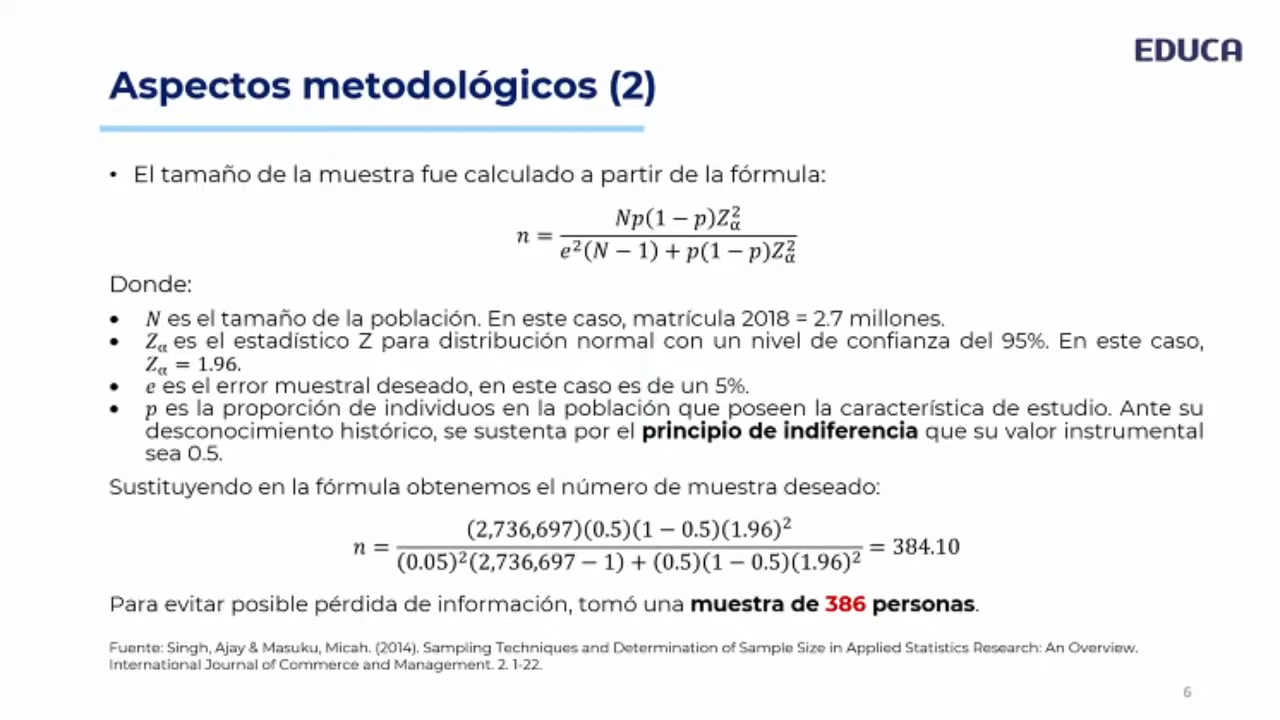 EDUCA
Aspectos metodológicos (2)
• El tamaño de la muestra fue calculado a partir de la fórmula:
n = Np(1 − p)Z²α / e²(N − 1) + p(1 − p)Z²α
Donde:
• N es el tamaño de la población. En este caso, matrícula 2018 = 2.7 millones.
• Zα es el estadístico Z para distribución normal con un nivel de confianza del 95%. En este caso,
Zα = 1.96.
• e es el error muestral deseado, en este caso es de un 5%.
• p es la proporción de individuos en la población que poseen la característica de estudio. Ante su
desconocimiento histórico, se sustenta por el principio de indiferencia que su valor instrumental
sea 0.5.
Sustituyendo en la fórmula obtenemos el número de muestra deseado:
n = (2,736,697)(0.5)(1 − 0.5)(1.96)² / (0.05)²(2,736,697 − 1) + (0.5)(1 − 0.5)(1.96)² = 384.10
Para evitar posible pérdida de información, tomó una muestra de 386 personas.
Fuente: Singh, Ajay & Masuku, Micah. (2014). Sampling Techniques and Determination of Sample Size in Applied Statistics Research: An Overview.
International Journal of Commerce and Management. 2. 1-22.
6